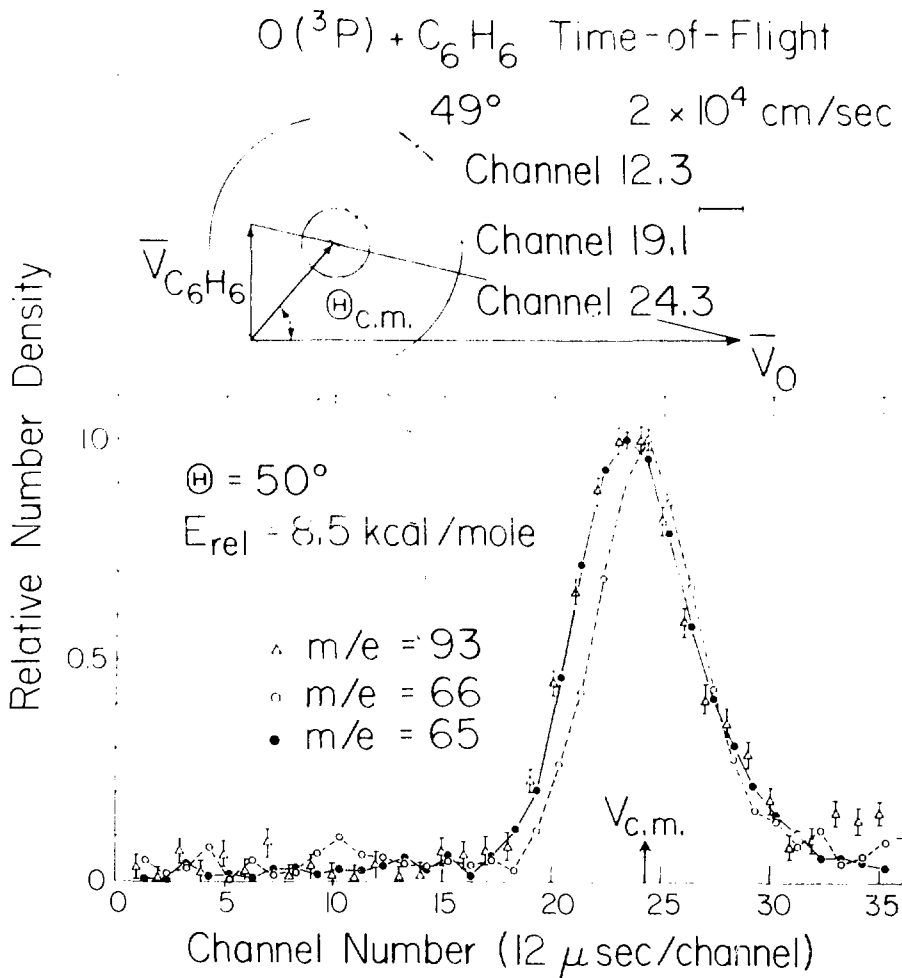 O(³P) + C₆H₆ Time-of-Flight
49° 2 × 10⁴ cm/sec
Channel 12.3
Channel 19.1
Channel 24.3
V̅C₆H₆
Ⓗc.m.
V̅O
Relative Number Density
1.0
0.5
0
Ⓗ = 50°
Erel = 8.5 kcal/mole
△ m/e = 93
○ m/e = 66
● m/e = 65
Vc.m.
0 5 10 15 20 25 30 35
Channel Number (12 μsec/channel)